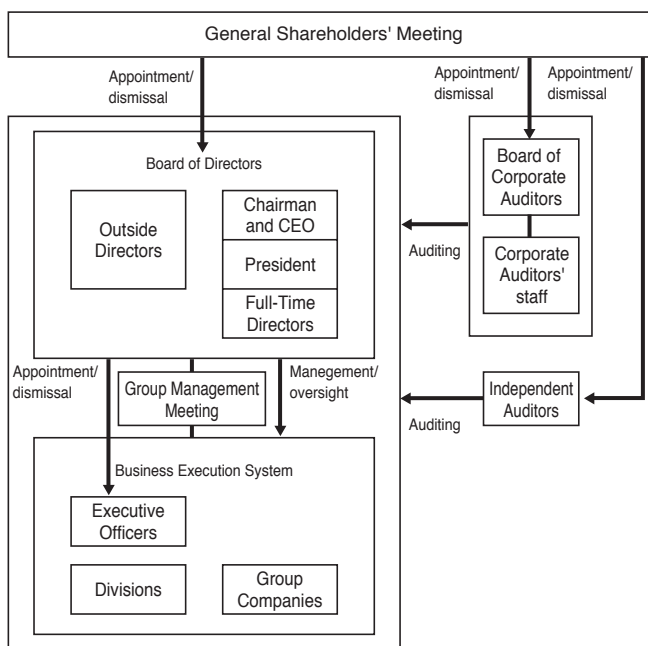 General Shareholders' Meeting
Appointment/
dismissal
Appointment/
dismissal
Appointment/
dismissal
Board of Directors
Outside
Directors
Chairman
and CEO
President
Full-Time
Directors
Board of
Corporate
Auditors
Corporate
Auditors'
staff
Auditing
Appointment/
dismissal
Group Management
Meeting
Manegement/
oversight
Independent
Auditors
Auditing
Business Execution System
Executive
Officers
Divisions
Group
Companies